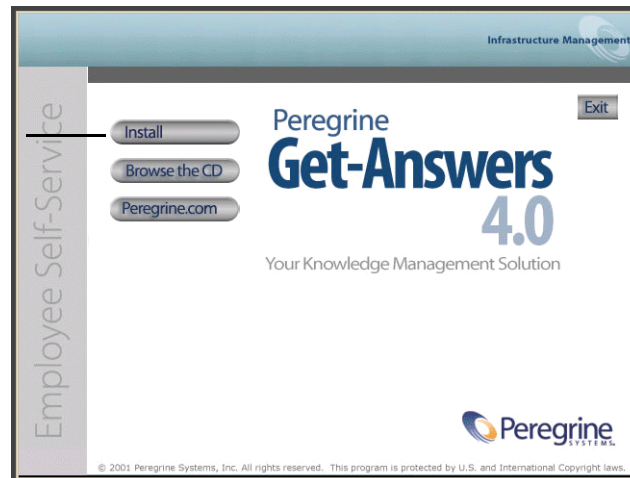 Infrastructure Management
Employee Self-Service
Exit
Install
Browse the CD
Peregrine.com
Peregrine
Get-Answers
4.0
Your Knowledge Management Solution
Peregrine
SYSTEMS
© 2001 Peregrine Systems, Inc. All rights reserved. This program is protected by U.S. and International Copyright laws.